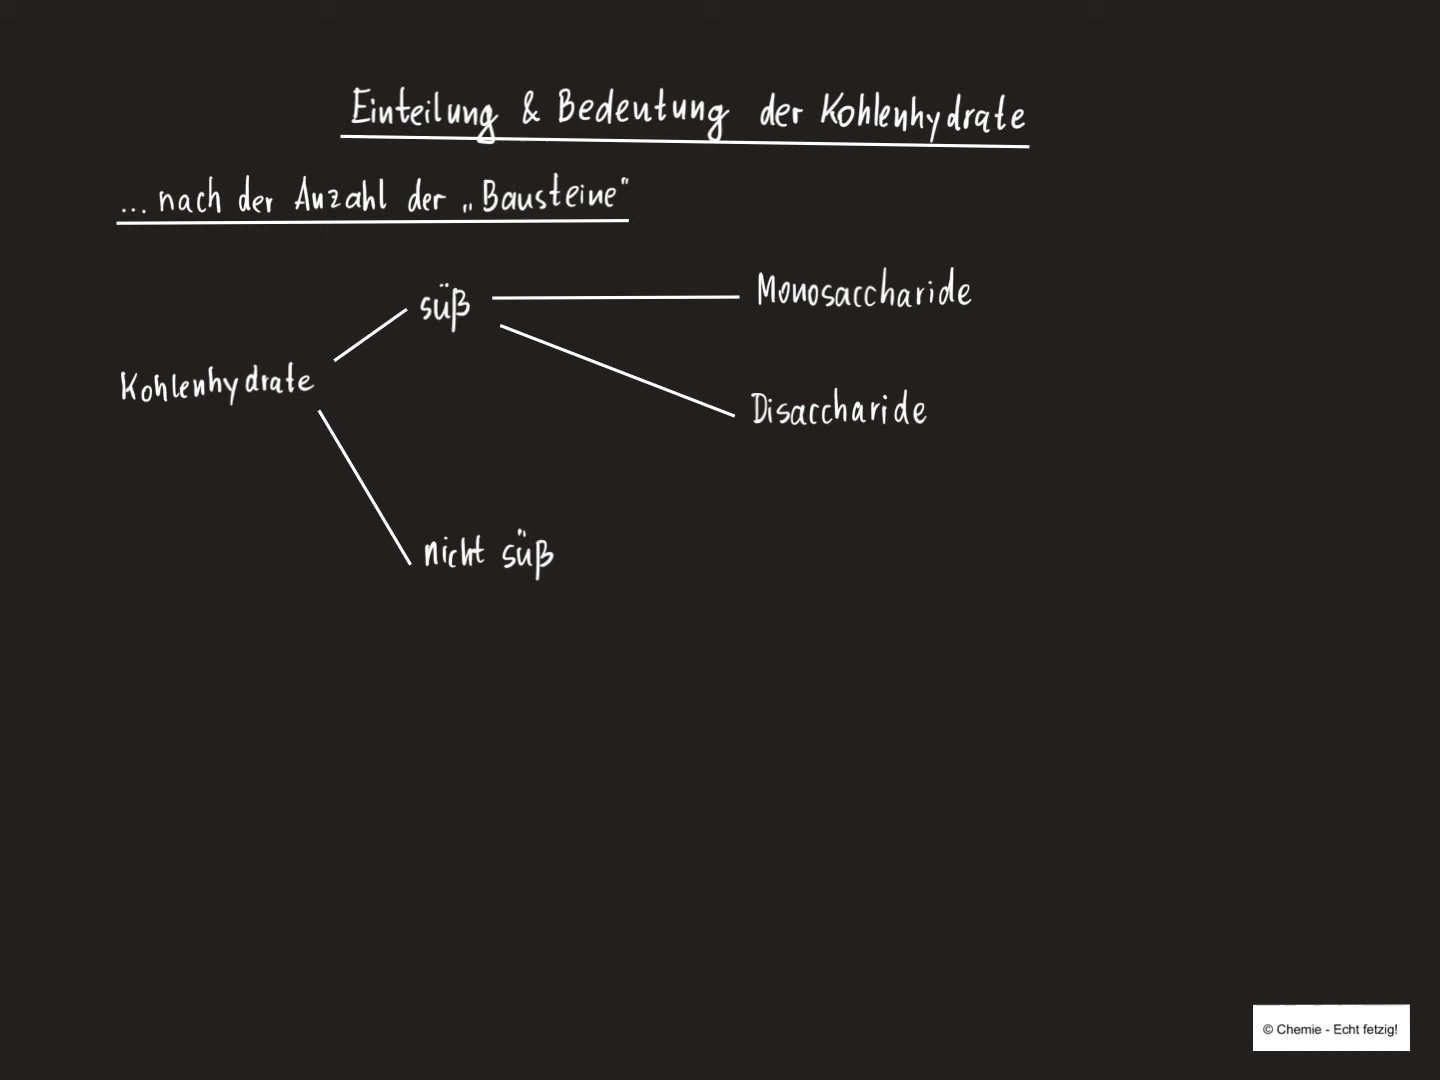 Einteilung & Bedeutung der Kohlenhydrate
... nach der Anzahl der „Bausteine“
süß
Monosaccharide
Kohlenhydrate
Disaccharide
nicht süß
© Chemie - Echt fetzig!